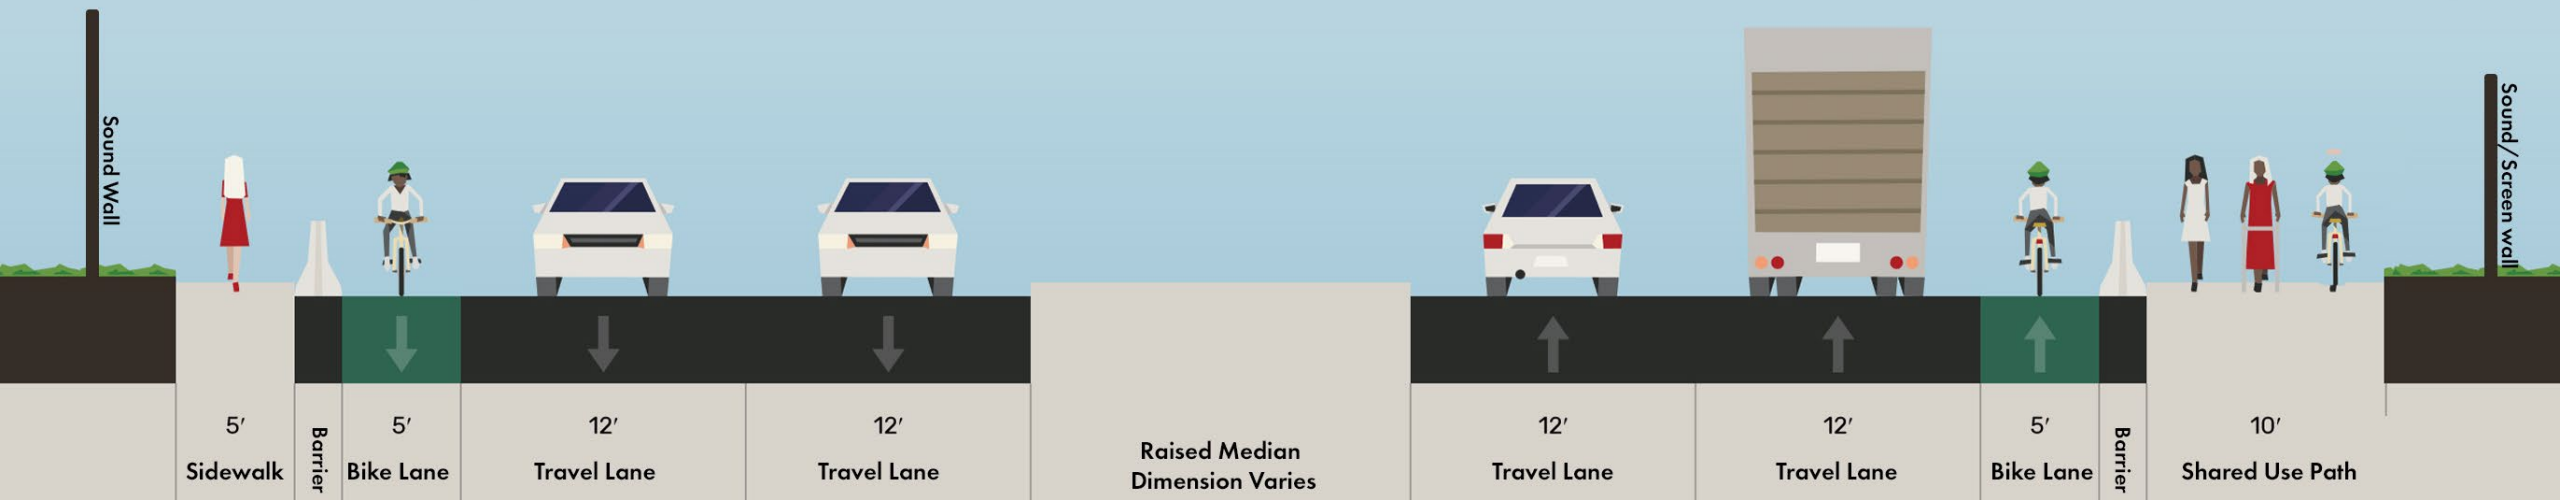 Sound Wall
Sound/Screen wall
5′
Sidewalk
Barrier
5′
Bike Lane
12′
Travel Lane
12′
Travel Lane
Raised Median
Dimension Varies
12′
Travel Lane
12′
Travel Lane
5′
Bike Lane
Barrier
10′
Shared Use Path